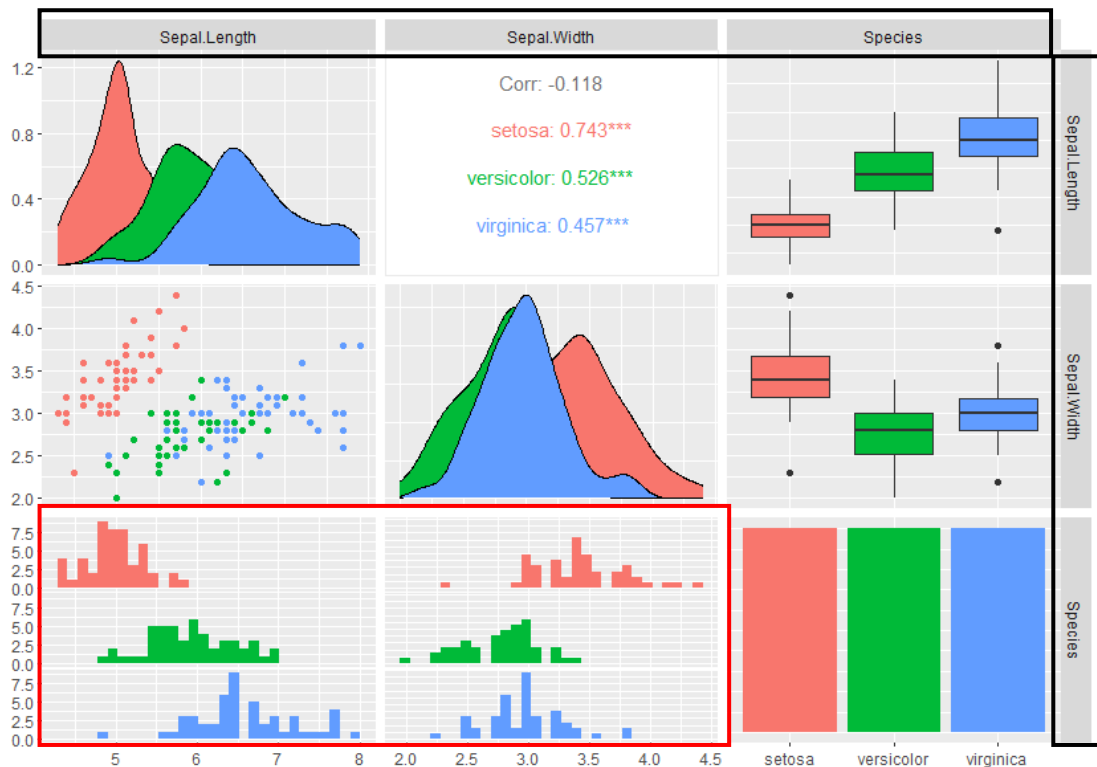 Sepal.Length Sepal.Width Species
1.2
0.8
0.4
0.0
Corr: -0.118
setosa: 0.743***
versicolor: 0.526***
virginica: 0.457***
Sepal.Length
4.5
4.0
3.5
3.0
2.5
2.0
Sepal.Width
7.5
5.0
2.5
0.0
7.5
5.0
2.5
0.0
7.5
5.0
2.5
0.0
Species
5 6 7 8 2.0 2.5 3.0 3.5 4.0 4.5 setosa versicolor virginica